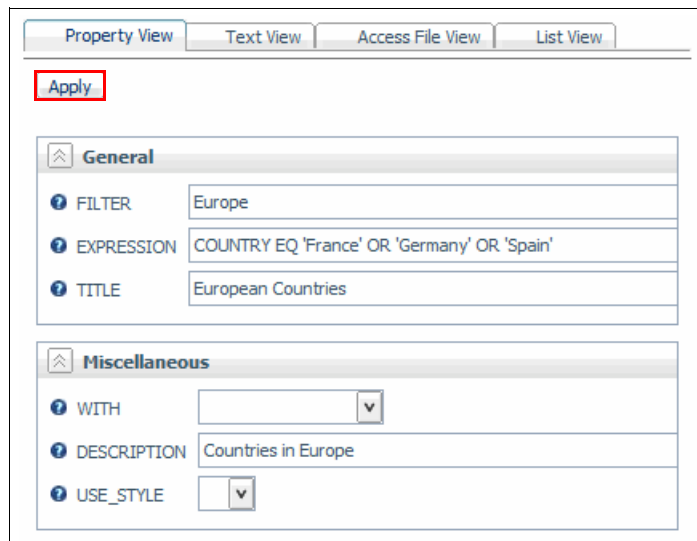 Property View Text View Access File View List View
Apply
General
FILTER Europe
EXPRESSION COUNTRY EQ 'France' OR 'Germany' OR 'Spain'
TITLE European Countries
Miscellaneous
WITH
DESCRIPTION Countries in Europe
USE_STYLE